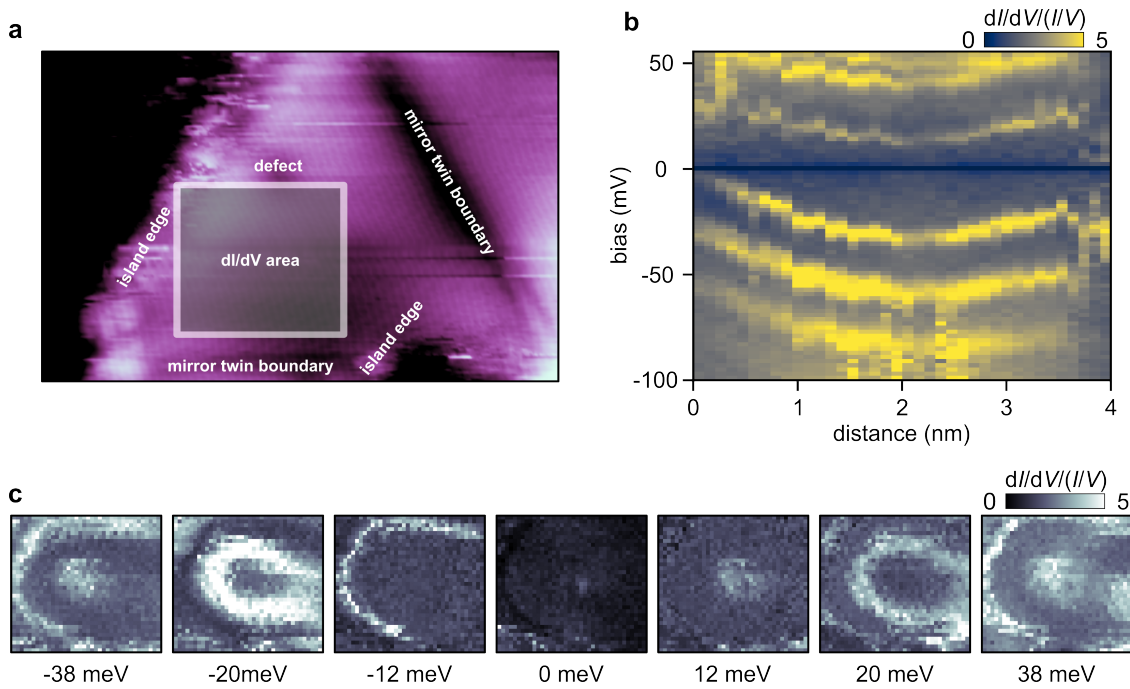 a
mirror twin boundary
defect
island edge
dI/dV area
island edge
mirror twin boundary
b
dI/dV/(I/V)
0 5
50
0
-50
-100
bias (mV)
0 1 2 3 4
distance (nm)
c
dI/dV/(I/V)
0 5
-38 meV -20meV -12 meV 0 meV 12 meV 20 meV 38 meV